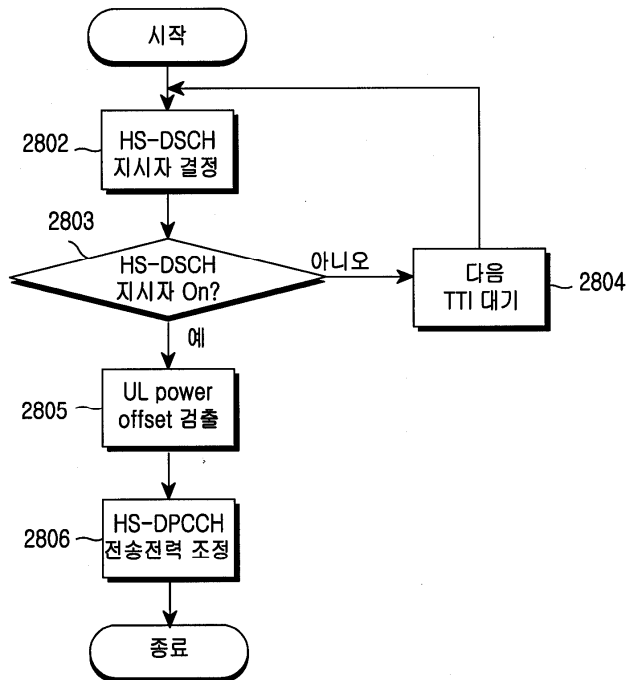 시작
2802
HS-DSCH
지시자 결정
2803
HS-DSCH
지시자 On?
아니오
다음
TTI 대기
2804
예
2805
UL power
offset 검출
2806
HS-DPCCH
전송전력 조정
종료